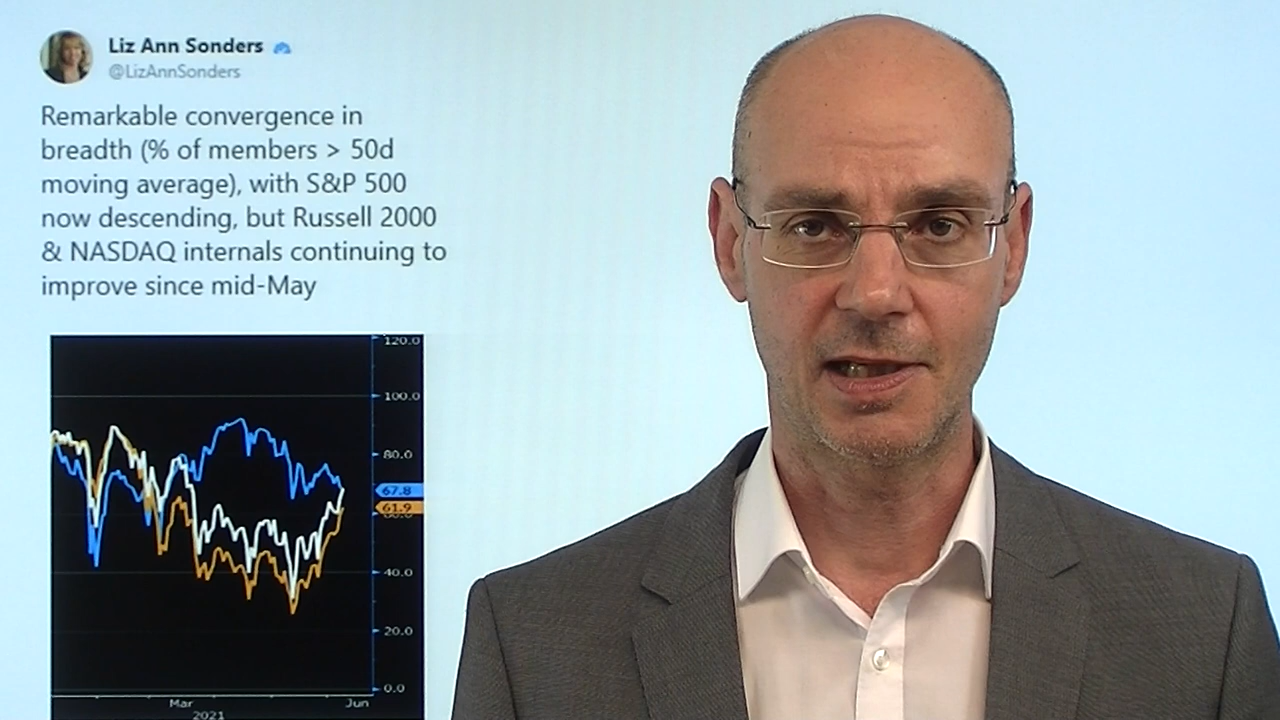 Liz Ann Sonders
@LizAnnSonders
Remarkable convergence in
breadth (% of members > 50d
moving average), with S&P 500
now descending, but Russell 2000
& NASDAQ internals continuing to
improve since mid-May
120.0
100.0
80.0
67.8
61.9
60.0
40.0
20.0
0.0
Mar
Jun
2021